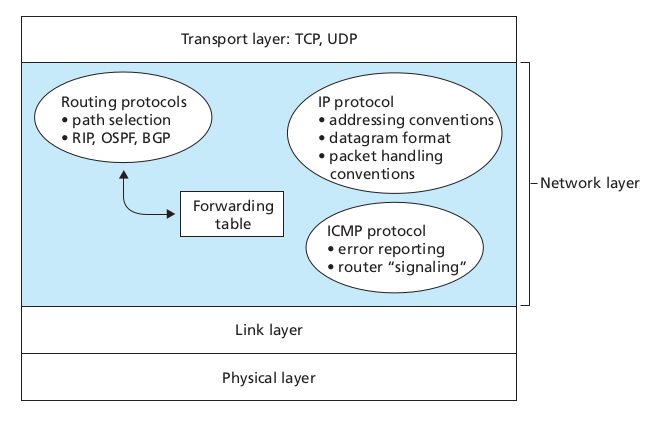 Transport layer: TCP, UDP
Routing protocols
• path selection
• RIP, OSPF, BGP
IP protocol
• addressing conventions
• datagram format
• packet handling
conventions
Network layer
Forwarding
table
ICMP protocol
• error reporting
• router “signaling”
Link layer
Physical layer